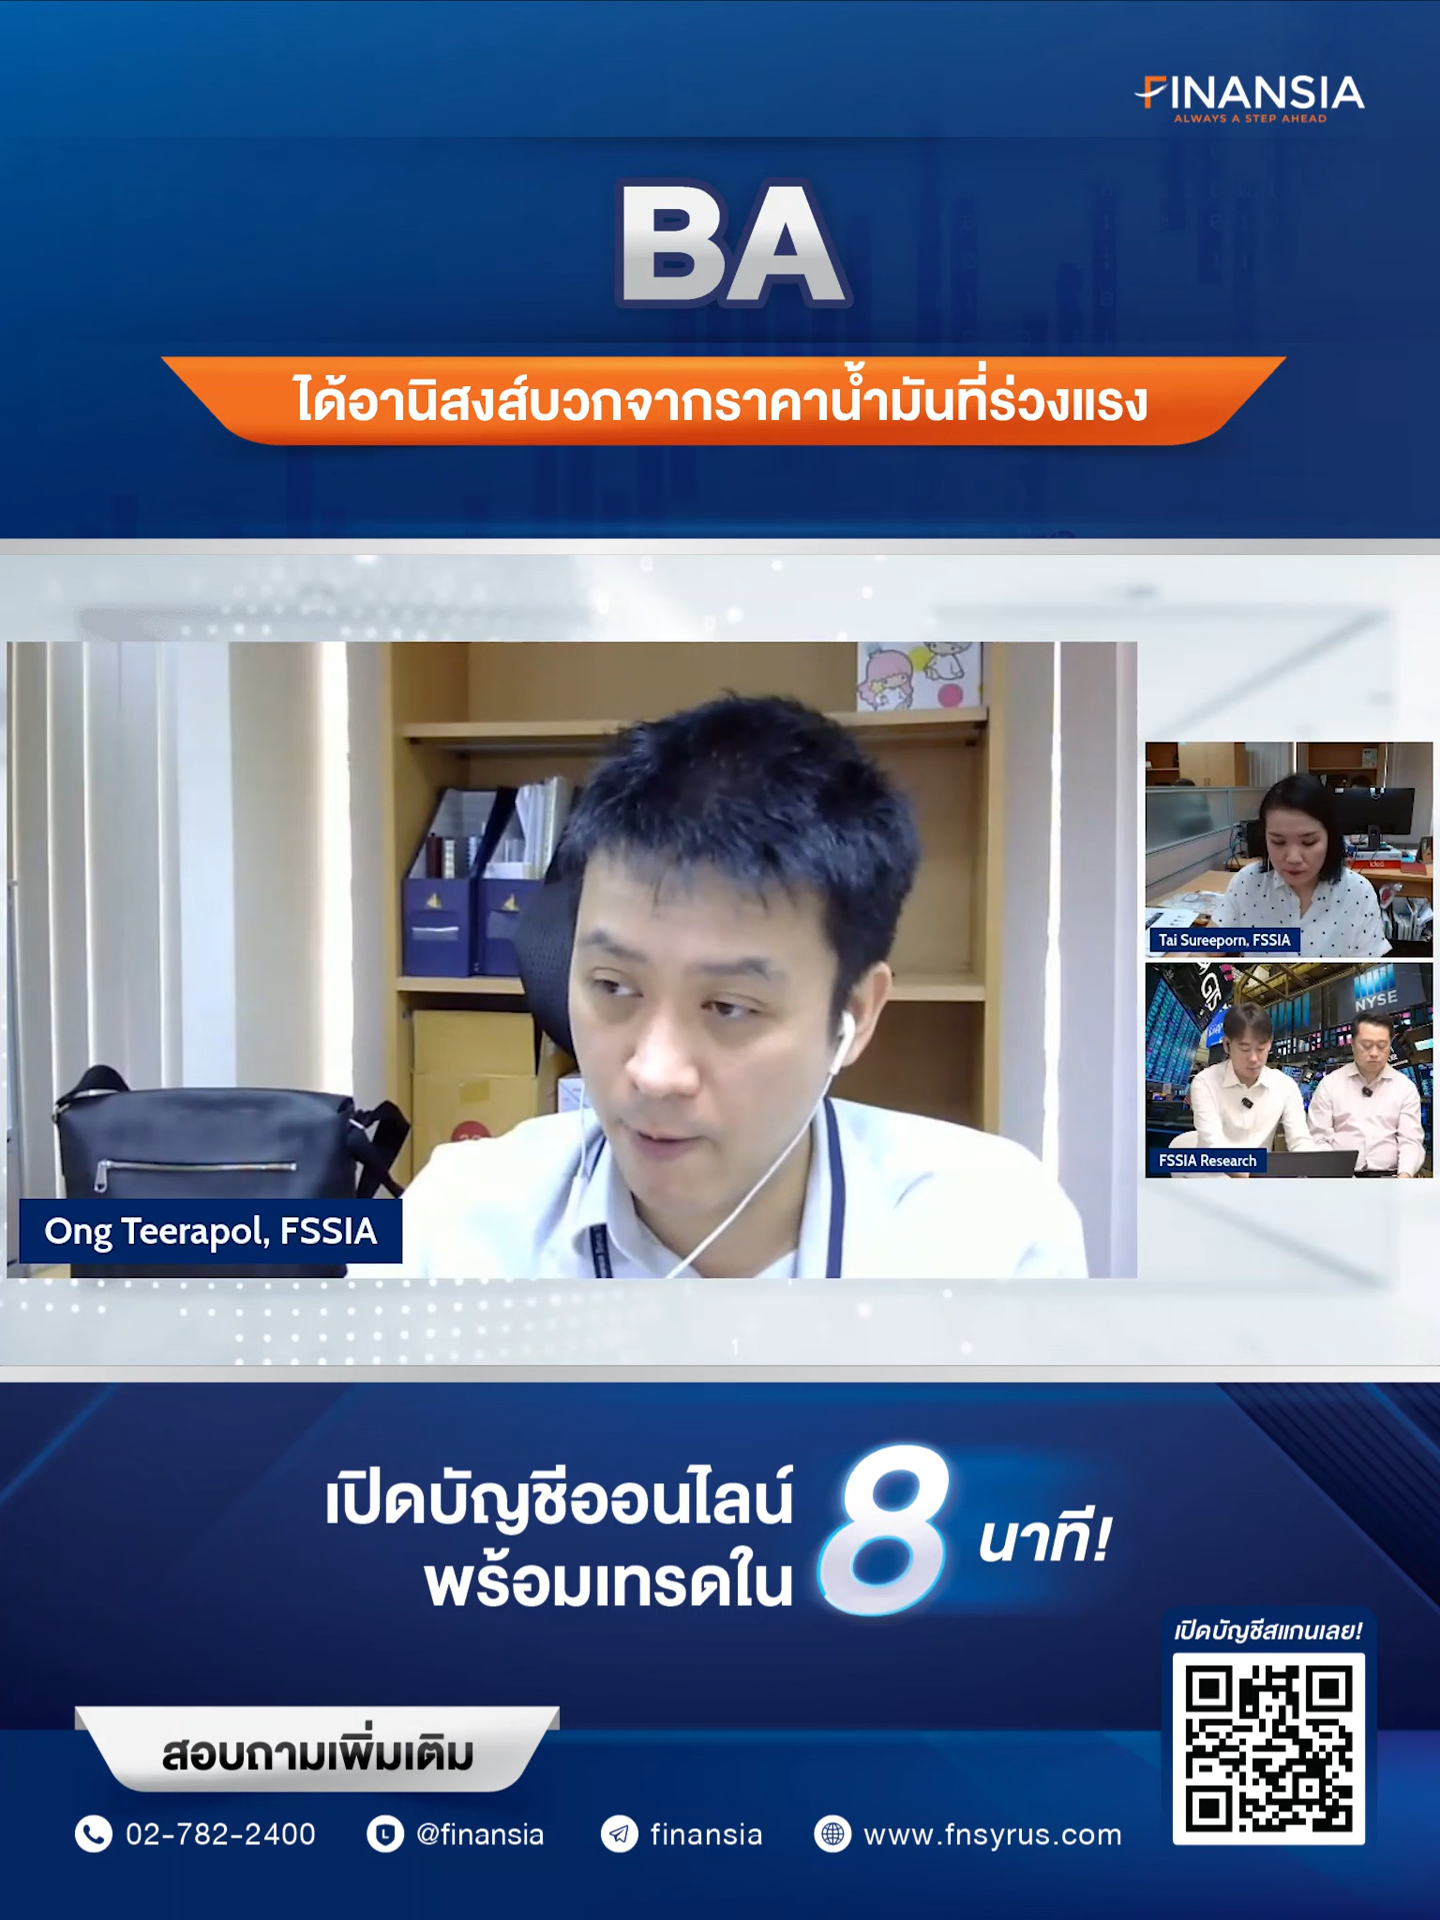 FINANSIA
ALWAYS A STEP AHEAD
BA
ได้อานิสงส์บวกจากราคาน้ำมันที่ร่วงแรง
Idea
Tai Sureeporn, FSSIA
NYSE
FSSIA Research
Ong Teerapol, FSSIA
เปิดบัญชีออนไลน์
พร้อมเทรดใน 8 นาที!
เปิดบัญชีสแกนเลย!
สอบถามเพิ่มเติม
02-782-2400 @finansia finansia www.fnsyrus.com